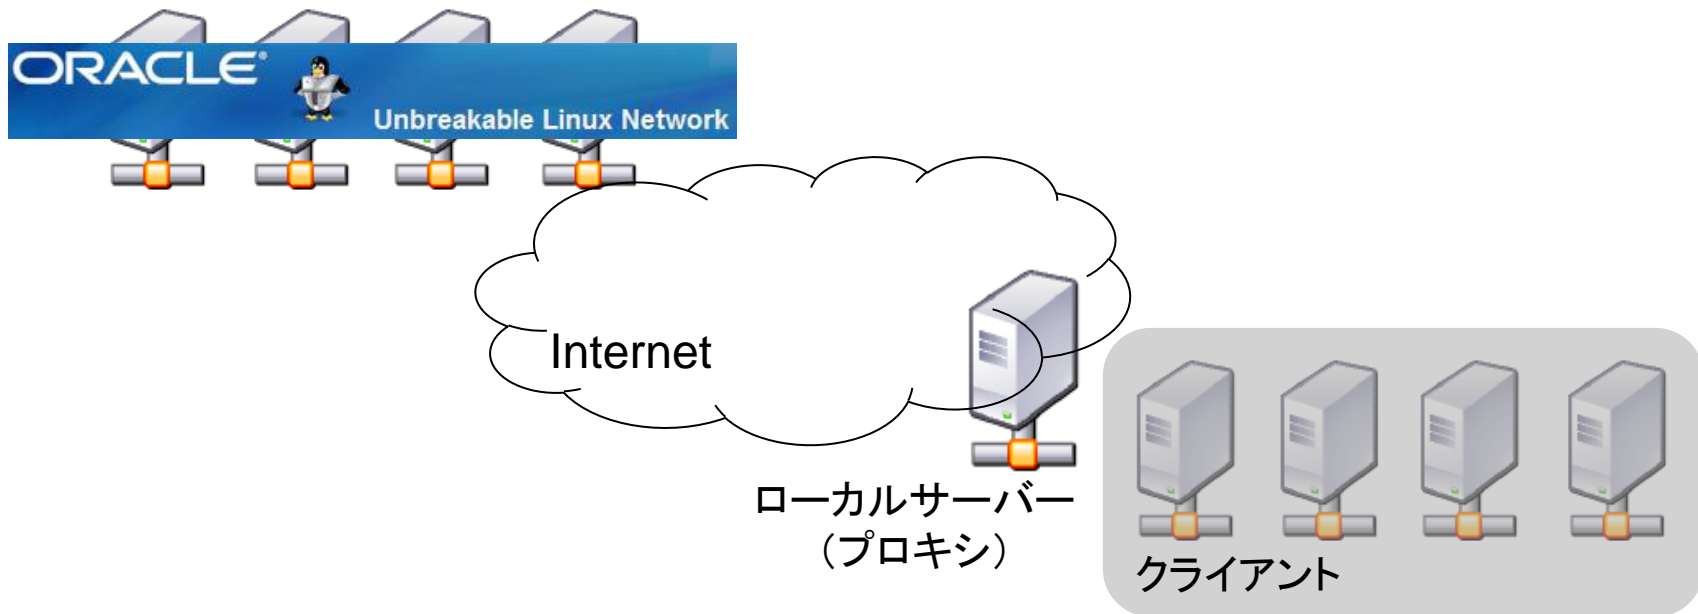 ORACLE
Unbreakable Linux Network
Internet
ローカルサーバー
(プロキシ)
クライアント